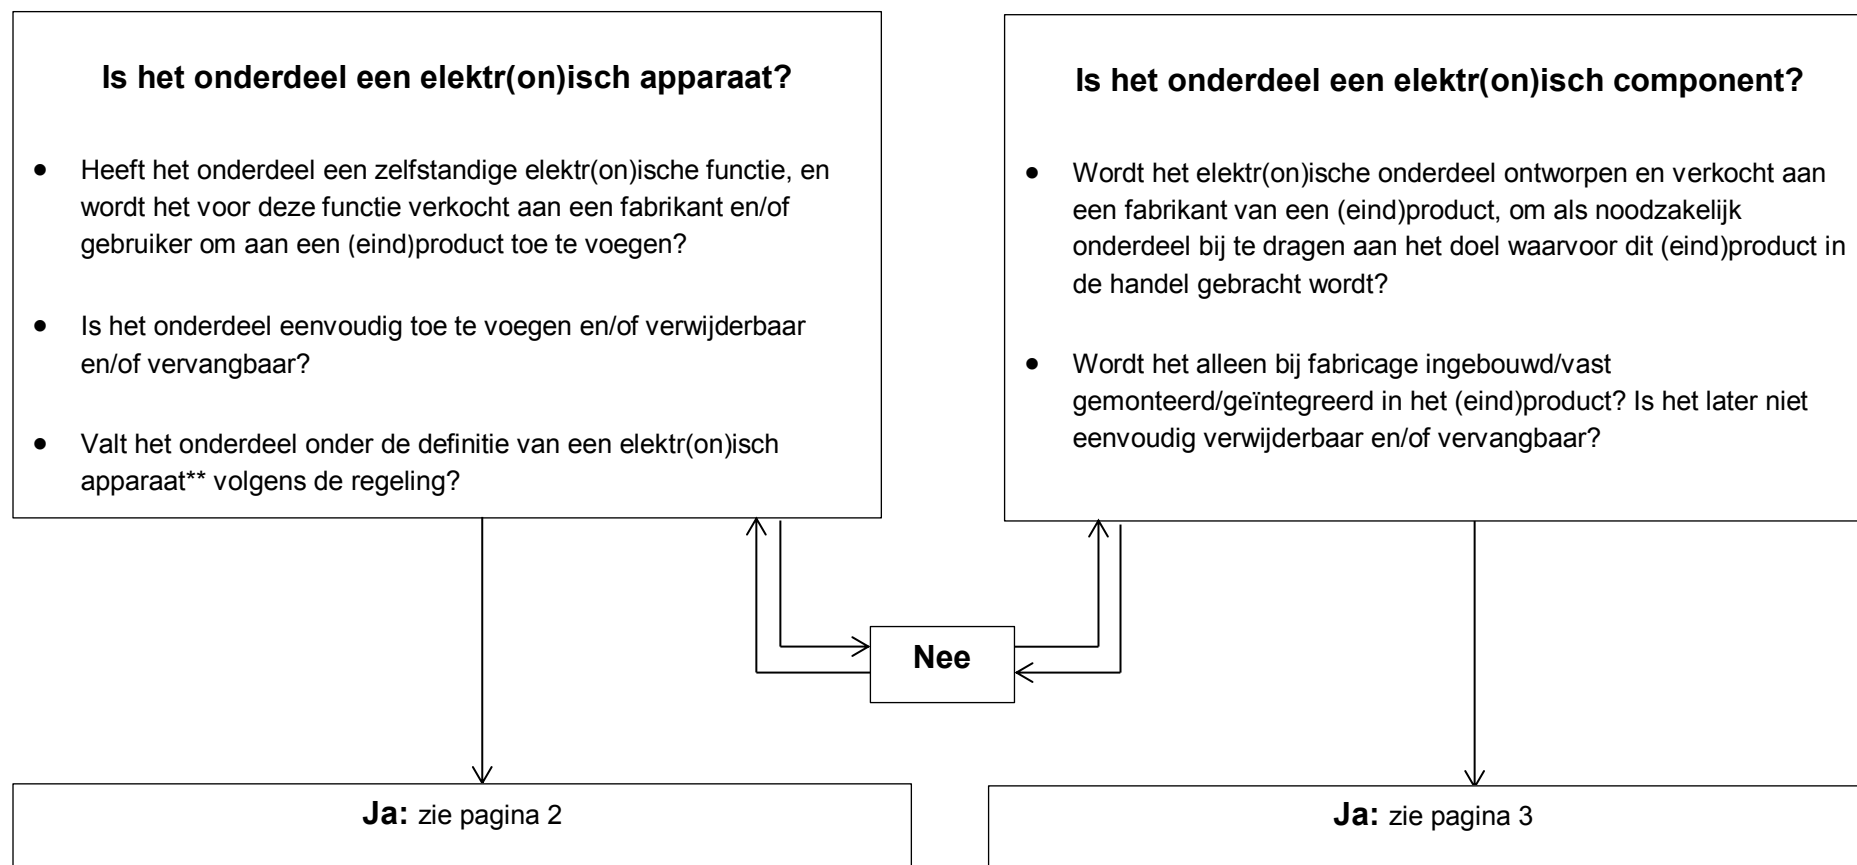 Is het onderdeel een elektr(on)isch apparaat?
● Heeft het onderdeel een zelfstandige elektr(on)ische functie, en
wordt het voor deze functie verkocht aan een fabrikant en/of
gebruiker om aan een (eind)product toe te voegen?
● Is het onderdeel eenvoudig toe te voegen en/of verwijderbaar
en/of vervangbaar?
● Valt het onderdeel onder de definitie van een elektr(on)isch
apparaat** volgens de regeling?
Is het onderdeel een elektr(on)isch component?
● Wordt het elektr(on)ische onderdeel ontworpen en verkocht aan
een fabrikant van een (eind)product, om als noodzakelijk
onderdeel bij te dragen aan het doel waarvoor dit (eind)product in
de handel gebracht wordt?
● Wordt het alleen bij fabricage ingebouwd/vast
gemonteerd/geïntegreerd in het (eind)product? Is het later niet
eenvoudig verwijderbaar en/of vervangbaar?
Nee
Ja: zie pagina 2
Ja: zie pagina 3